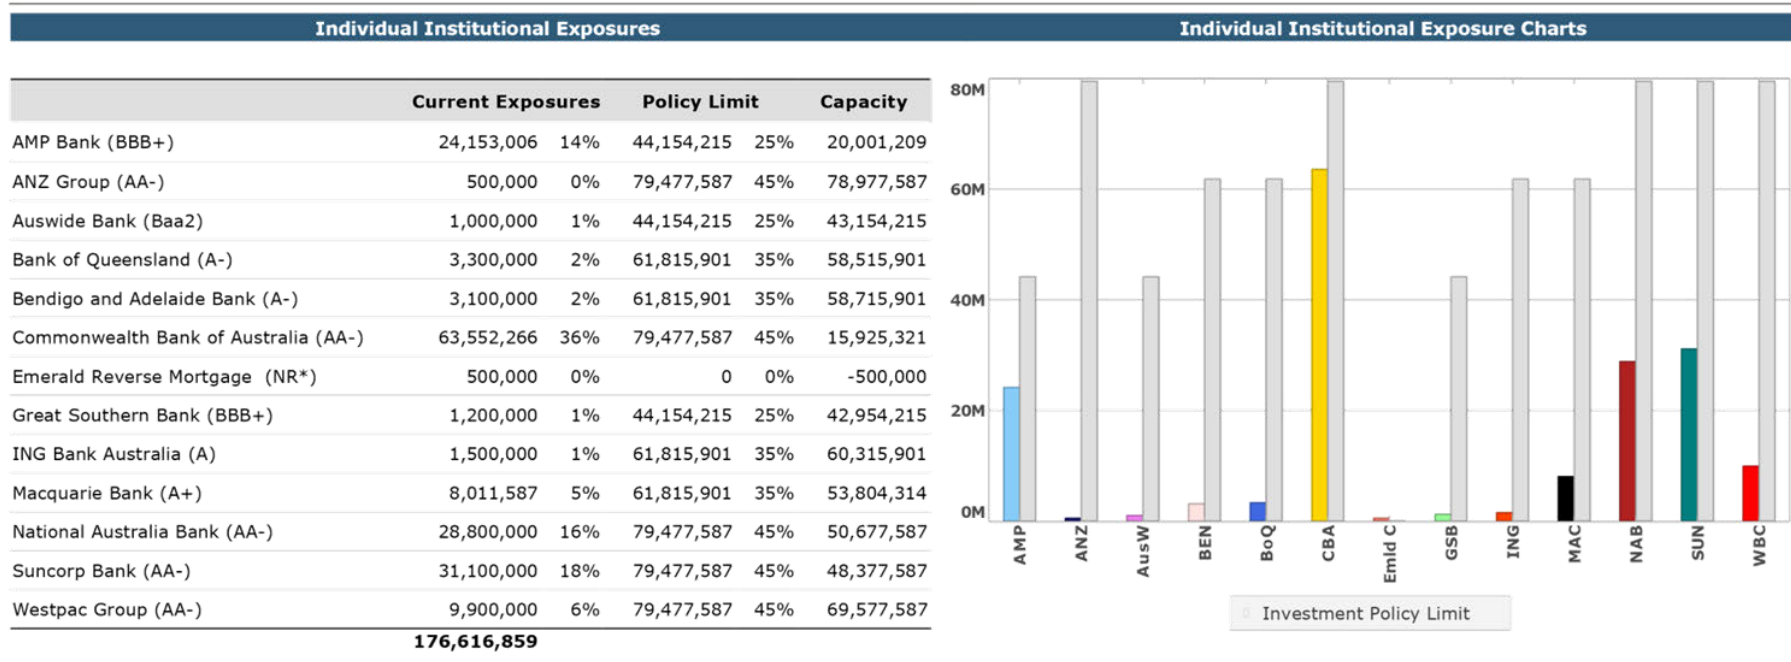 Individual Institutional Exposures
Individual Institutional Exposure Charts
Current Exposures Policy Limit Capacity
AMP Bank (BBB+) 24,153,006 14% 44,154,215 25% 20,001,209
ANZ Group (AA-) 500,000 0% 79,477,587 45% 78,977,587
Auswide Bank (Baa2) 1,000,000 1% 44,154,215 25% 43,154,215
Bank of Queensland (A-) 3,300,000 2% 61,815,901 35% 58,515,901
Bendigo and Adelaide Bank (A-) 3,100,000 2% 61,815,901 35% 58,715,901
Commonwealth Bank of Australia (AA-) 63,552,266 36% 79,477,587 45% 15,925,321
Emerald Reverse Mortgage (NR*) 500,000 0% 0 0% -500,000
Great Southern Bank (BBB+) 1,200,000 1% 44,154,215 25% 42,954,215
ING Bank Australia (A) 1,500,000 1% 61,815,901 35% 60,315,901
Macquarie Bank (A+) 8,011,587 5% 61,815,901 35% 53,804,314
National Australia Bank (AA-) 28,800,000 16% 79,477,587 45% 50,677,587
Suncorp Bank (AA-) 31,100,000 18% 79,477,587 45% 48,377,587
Westpac Group (AA-) 9,900,000 6% 79,477,587 45% 69,577,587
176,616,859
80M
60M
40M
20M
0M
AMP
ANZ
AusW
BEN
BoQ
CBA
Emld C
GSB
ING
MAC
NAB
SUN
WBC
Investment Policy Limit